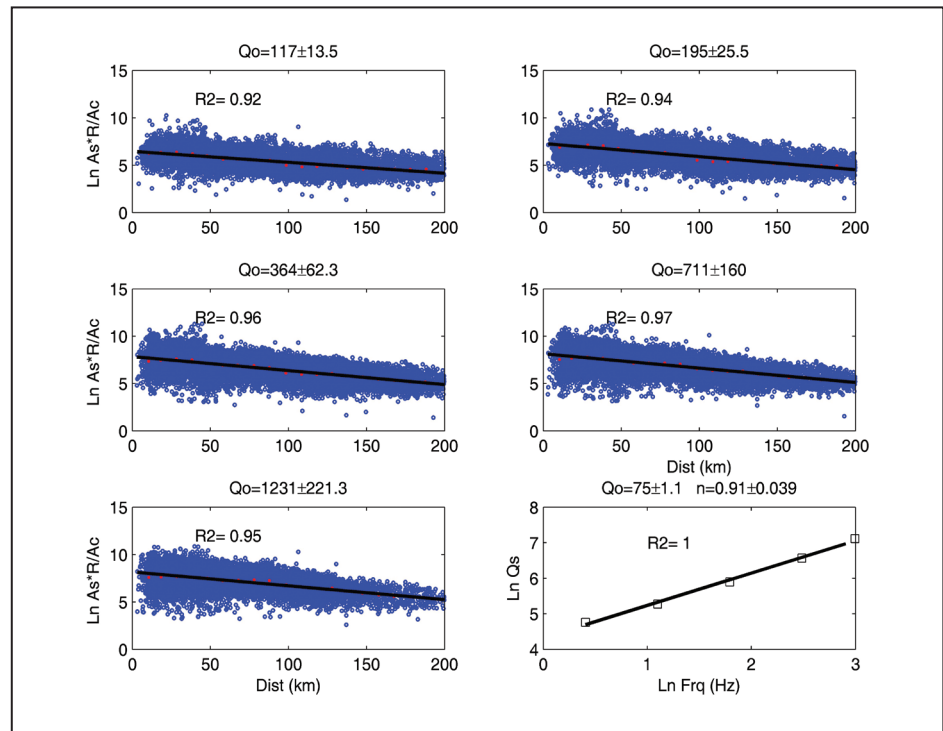 Qo=117±13.5
R2= 0.92
Ln As*R/Ac
15
10
5
0
0 50 100 150 200
Dist (km)
Qo=195±25.5
R2= 0.94
15
10
5
0
0 50 100 150 200
Qo=364±62.3
R2= 0.96
Ln As*R/Ac
15
10
5
0
0 50 100 150 200
Qo=711±160
R2= 0.97
Ln As*R/Ac
15
10
5
0
0 50 100 150 200
Dist (km)
Qo=1231±221.3
R2= 0.95
Ln As*R/Ac
15
10
5
0
0 50 100 150 200
Dist (km)
Qo=75±1.1 n=0.91±0.039
R2= 1
Ln Qs
8
7
6
5
4
0 1 2 3
Ln Frq (Hz)